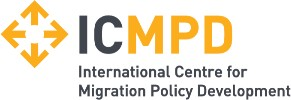 ICMPD
International Centre for
Migration Policy Development